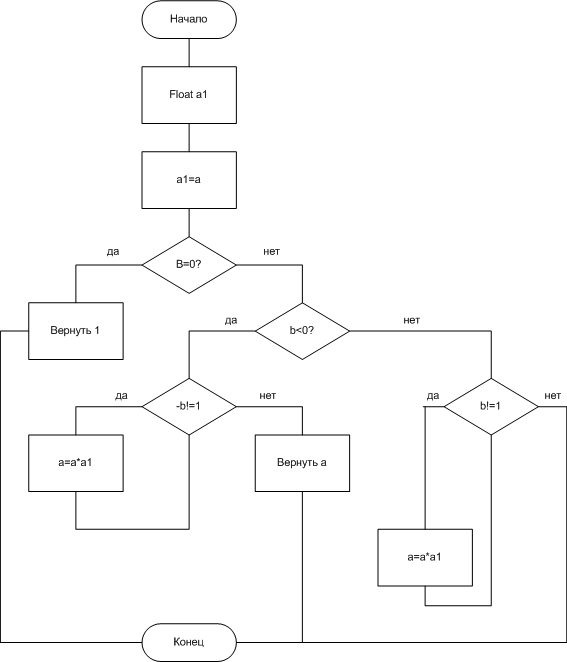 Начало
Float a1
a1=a
B=0?
да
нет
Вернуть 1
b<0?
да
нет
-b!=1
да
нет
b!=1
да
нет
a=a*a1
Вернуть a
a=a*a1
Конец